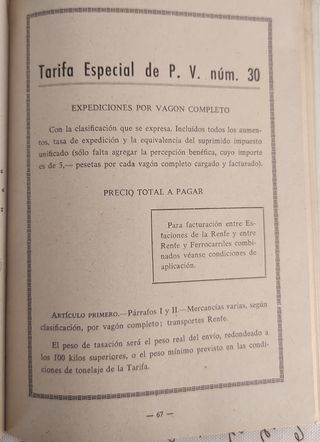 Tarifa Especial de P. V. núm. 30
EXPEDICIONES POR VAGON COMPLETO
Con la clasificación que se expresa. Incluídos todos los aumen-
tos, tasa de expedición y la equivalencia del suprimido impuesto
unificado (sólo falta agregar la percepción benéfica, cuyo importe
es de 5,— pesetas por cada vagón completo cargado y facturado).
PRECIO TOTAL A PAGAR
Para facturación entre Es-
taciones de la Renfe y entre
Renfe y Ferrocarriles combi-
nados véanse condiciones de
aplicación.
ARTÍCULO PRIMERO.—Párrafos I y II.—Mercancías varias, según
clasificación, por vagón completo; transportes Renfe.
El peso de tasación será el peso real del envío, redondeado a
los 100 kilos superiores, o el peso mínimo previsto en las condi-
ciones de tonelaje de la Tarifa.
— 67 —